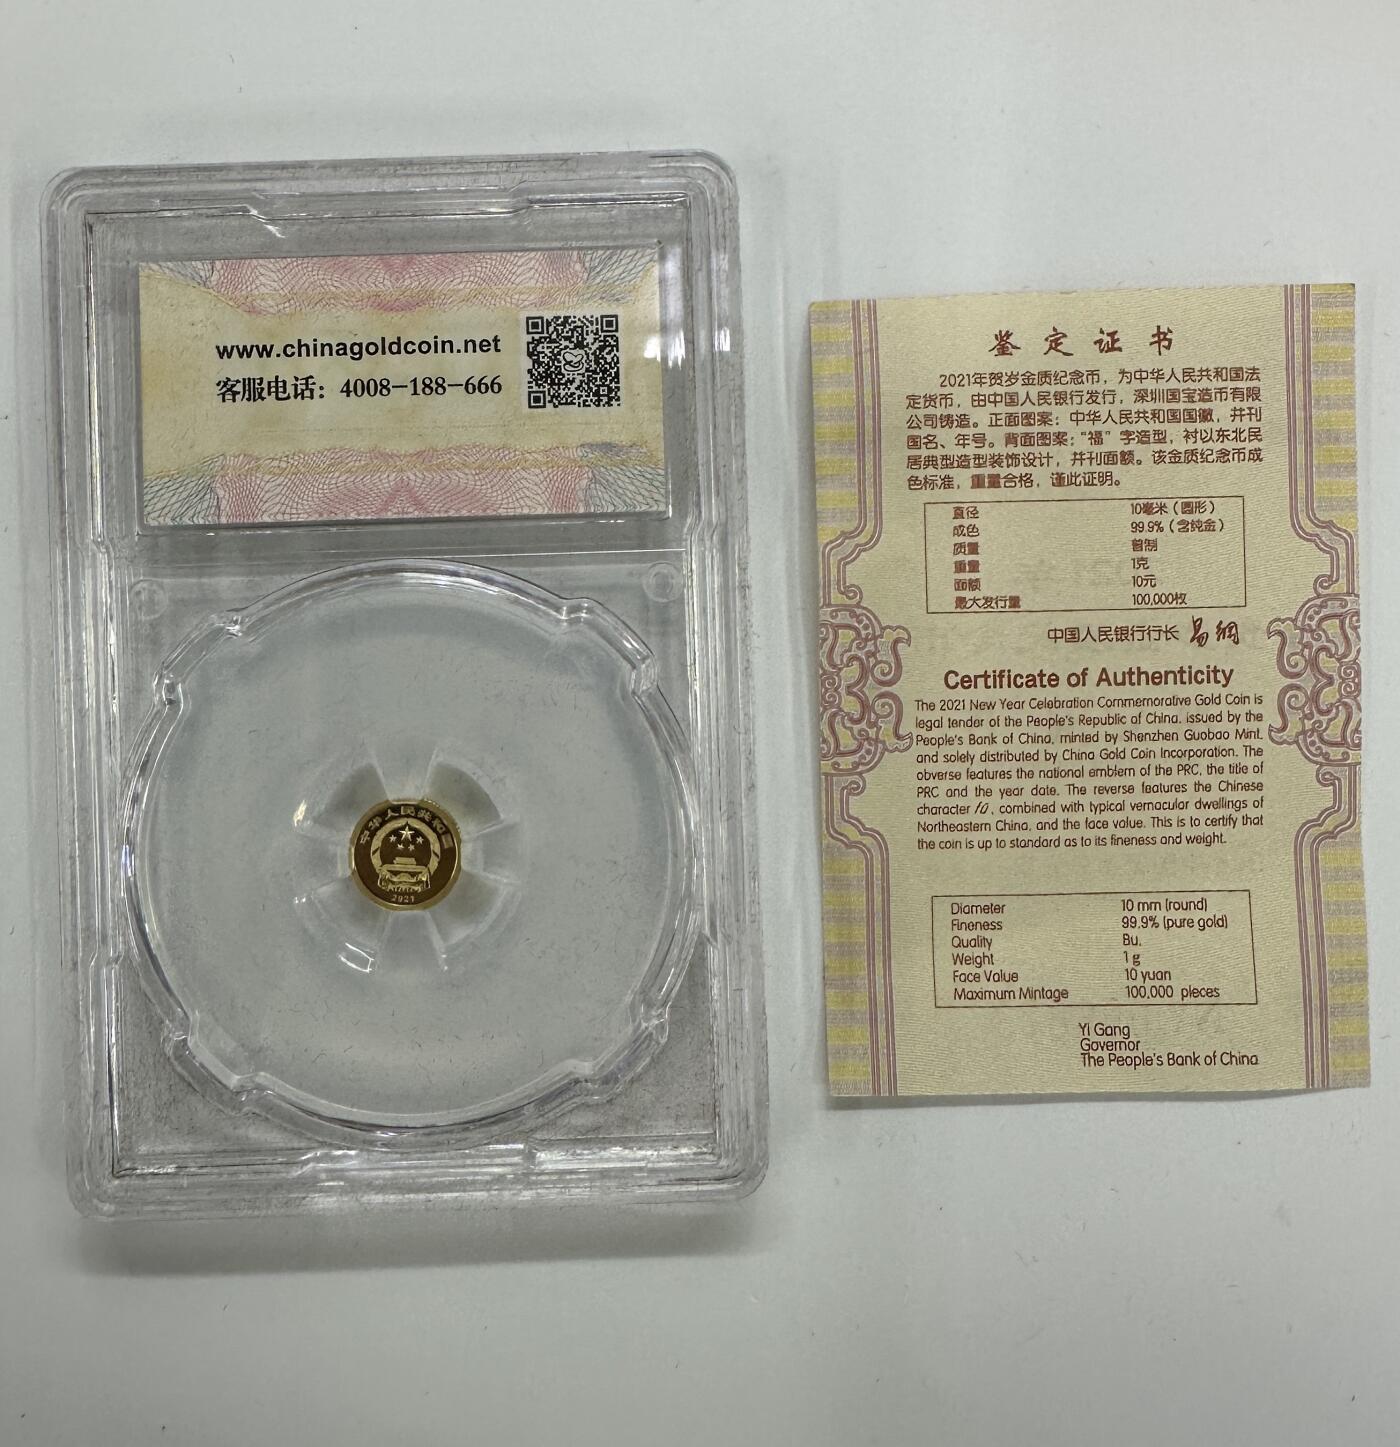 www.chinagoldcoin.net
客服电话：4008-188-666
中华人民共和国
2021
鉴定证书
2021年贺岁金质纪念币，为中华人民共和国法
定货币，由中国人民银行发行，深圳国宝造币有限
公司铸造。正面图案：中华人民共和国国徽，并刊
国名、年号。背面图案：“福”字造型，衬以东北民
居典型造型装饰设计，并刊面额。该金质纪念币成
色标准，重量合格，谨此证明。
直径 10毫米（圆形）
成色 99.9%（含纯金）
质量 普制
重量 1克
面额 10元
最大发行量 100,000枚
中国人民银行行长 易纲
Certificate of Authenticity
The 2021 New Year Celebration Commemorative Gold Coin is
legal tender of the People's Republic of China, issued by the
People's Bank of China, minted by Shenzhen Guobao Mint,
and solely distributed by China Gold Coin Incorporation. The
obverse features the national emblem of the PRC, the title of
PRC and the year date. The reverse features the Chinese
character fú, combined with typical vernacular dwellings of
Northeastern China, and the face value. This is to certify that
the coin is up to standard as to its fineness and weight.
Diameter 10 mm (round)
Fineness 99.9% (pure gold)
Quality Bu.
Weight 1 g
Face Value 10 yuan
Maximum Mintage 100,000 pieces
Yi Gang
Governor
The People's Bank of China